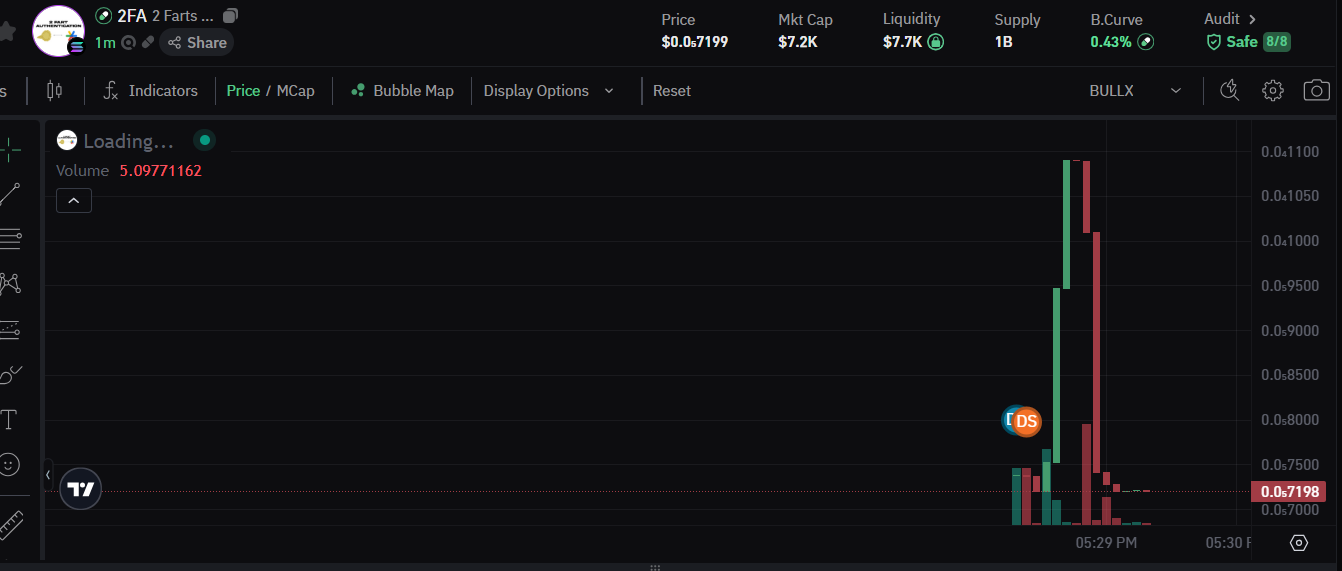 2FA 2 Farts ...
1m Share
Price
$0.0₅7199
Mkt Cap
$7.2K
Liquidity
$7.7K
Supply
1B
B.Curve
0.43%
Audit
Safe 8/8
s
Indicators
Price / MCap
Bubble Map
Display Options
Reset
BULLX
Loading...
Volume 5.09771162
DS
0.0₄1100
0.0₄1050
0.0₄1000
0.0₅9500
0.0₅9000
0.0₅8500
0.0₅8000
0.0₅7500
0.0₅7198
0.0₅7000
05:29 PM
05:30 P